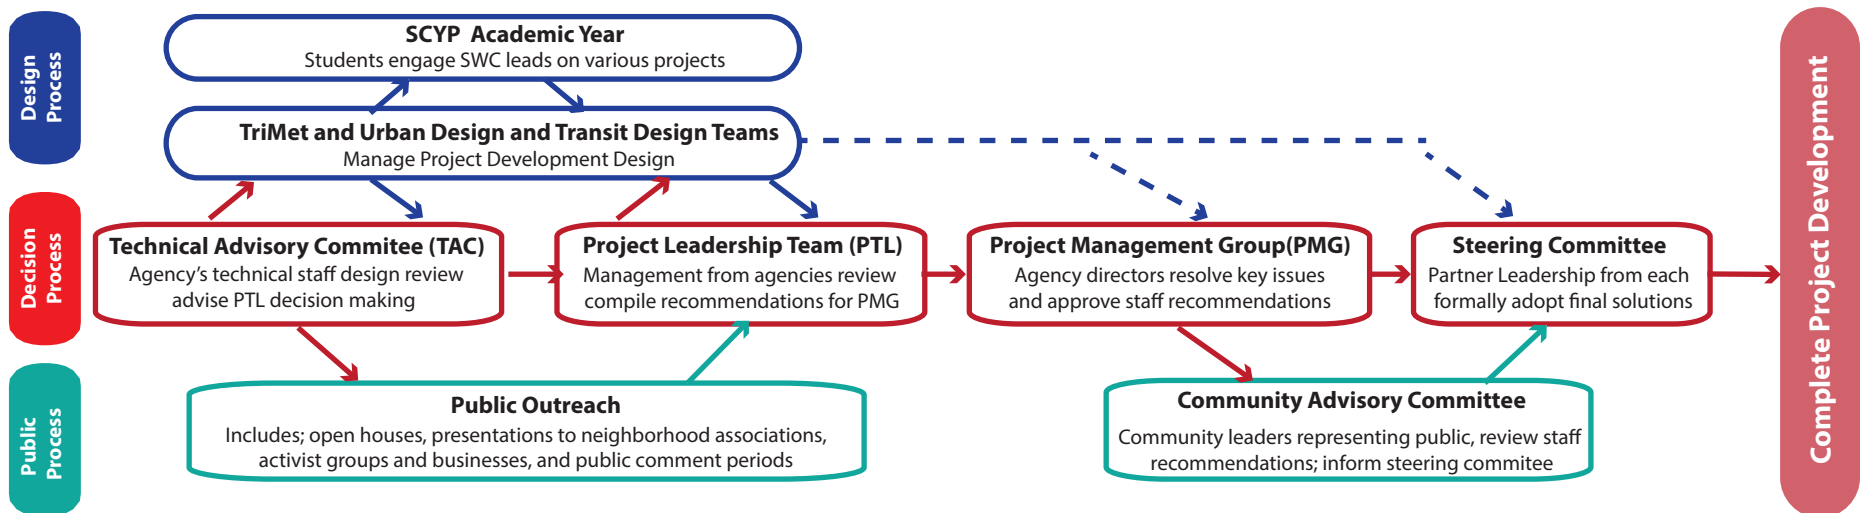 Design
Process
SCYP  Academic Year
Students engage SWC leads on various projects
TriMet and Urban Design and Transit Design Teams
Manage Project Development Design
Decision
Process
Technical Advisory Commitee (TAC)
Agency's technical staff design review
advise PTL decision making
Project Leadership Team (PTL)
Management from agencies review
compile recommendations for PMG
Project Management Group(PMG)
Agency directors resolve key issues
and approve staff recommendations
Steering Committee
Partner Leadership from each
formally adopt final solutions
Public
Process
Public Outreach
Includes; open houses, presentations to neighborhood associations,
activist groups and businesses, and public comment periods
Community Advisory Committee
Community leaders representing public, review staff
recommendations; inform steering commitee
Complete Project Development